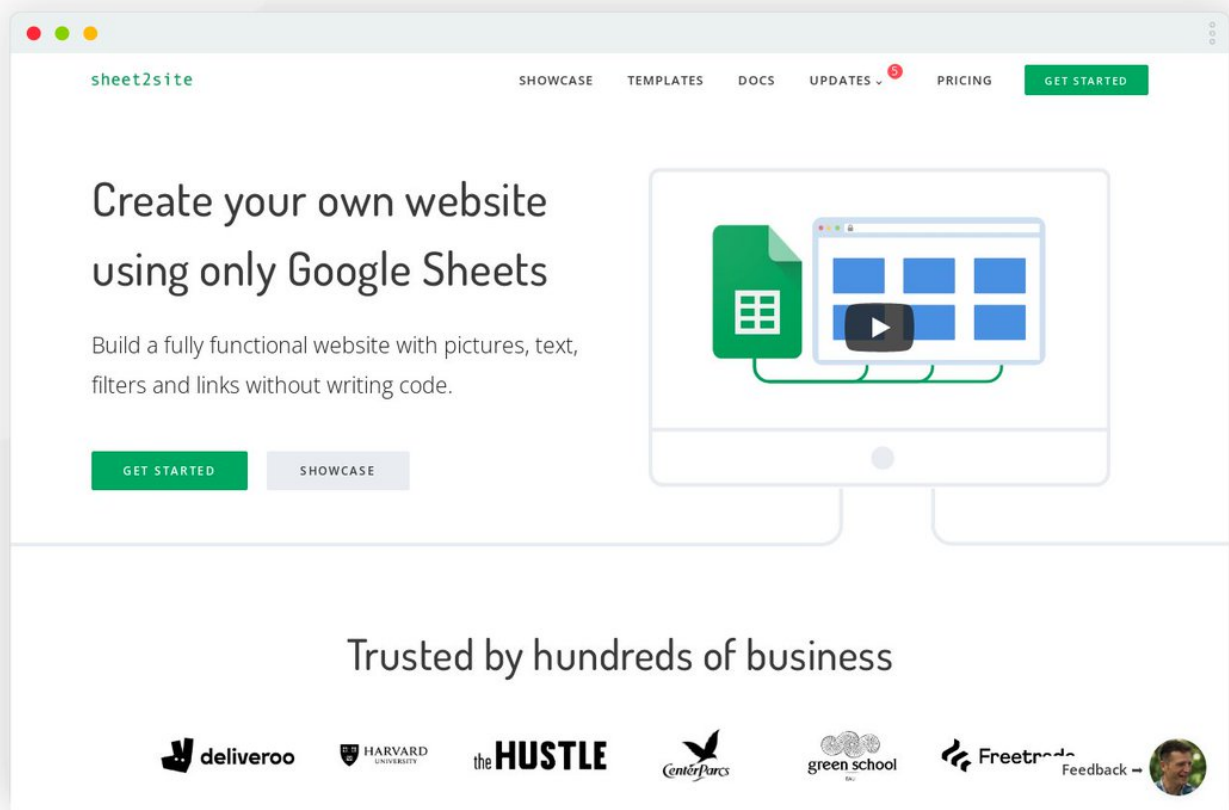 sheet2site
SHOWCASE
TEMPLATES
DOCS
UPDATES
5
PRICING
GET STARTED
Create your own website
using only Google Sheets
Build a fully functional website with pictures, text,
filters and links without writing code.
GET STARTED
SHOWCASE
Trusted by hundreds of business
deliveroo
HARVARD
UNIVERSITY
the HUSTLE
CenterParcs
green school
Feedback